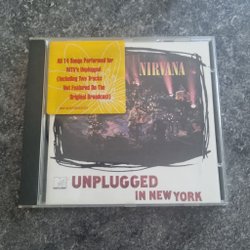 All 14 Songs Performed For
MTV's Unplugged
(Including Two Tracks
Not Featured On The
Original Broadcast)
NIRVANA
MTV
UNPLUGGED
IN NEW YORK